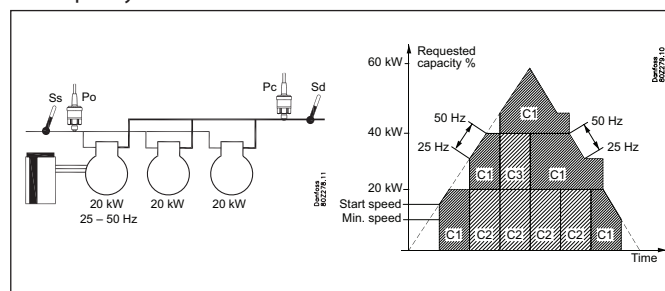 Ss
Po
Pc
Sd
20 kW
25 – 50 Hz
20 kW
20 kW
Danfoss
80Z278.11
Requested
capacity %
60 kW
40 kW
20 kW
Start speed
Min. speed
50 Hz
25 Hz
50 Hz
25 Hz
C1
C1
C3
C1
C1
C2
C2
C2
C2
C1
Time
Danfoss
80Z279.10